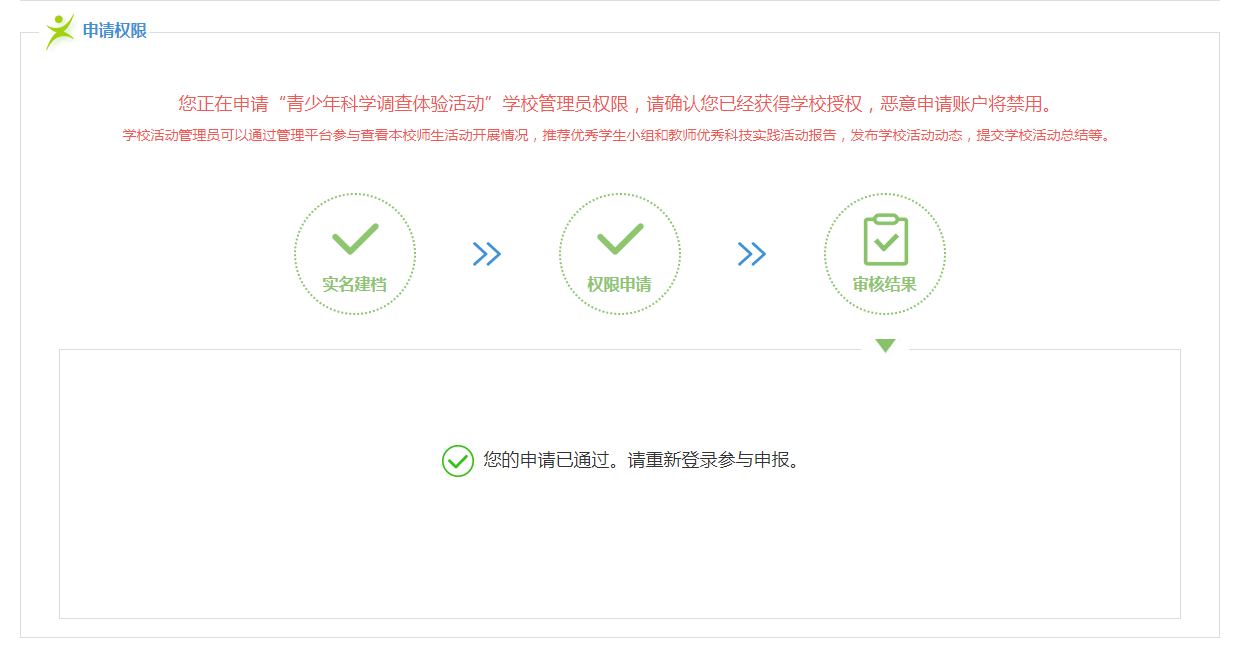 申请权限
您正在申请“青少年科学调查体验活动”学校管理员权限，请确认您已经获得学校授权，恶意申请账户将禁用。
学校活动管理员可以通过管理平台参与查看本校师生活动开展情况，推荐优秀学生小组和教师优秀科技实践活动报告，发布学校活动动态，提交学校活动总结等。
实名建档
权限申请
审核结果
您的申请已通过。请重新登录参与申报。